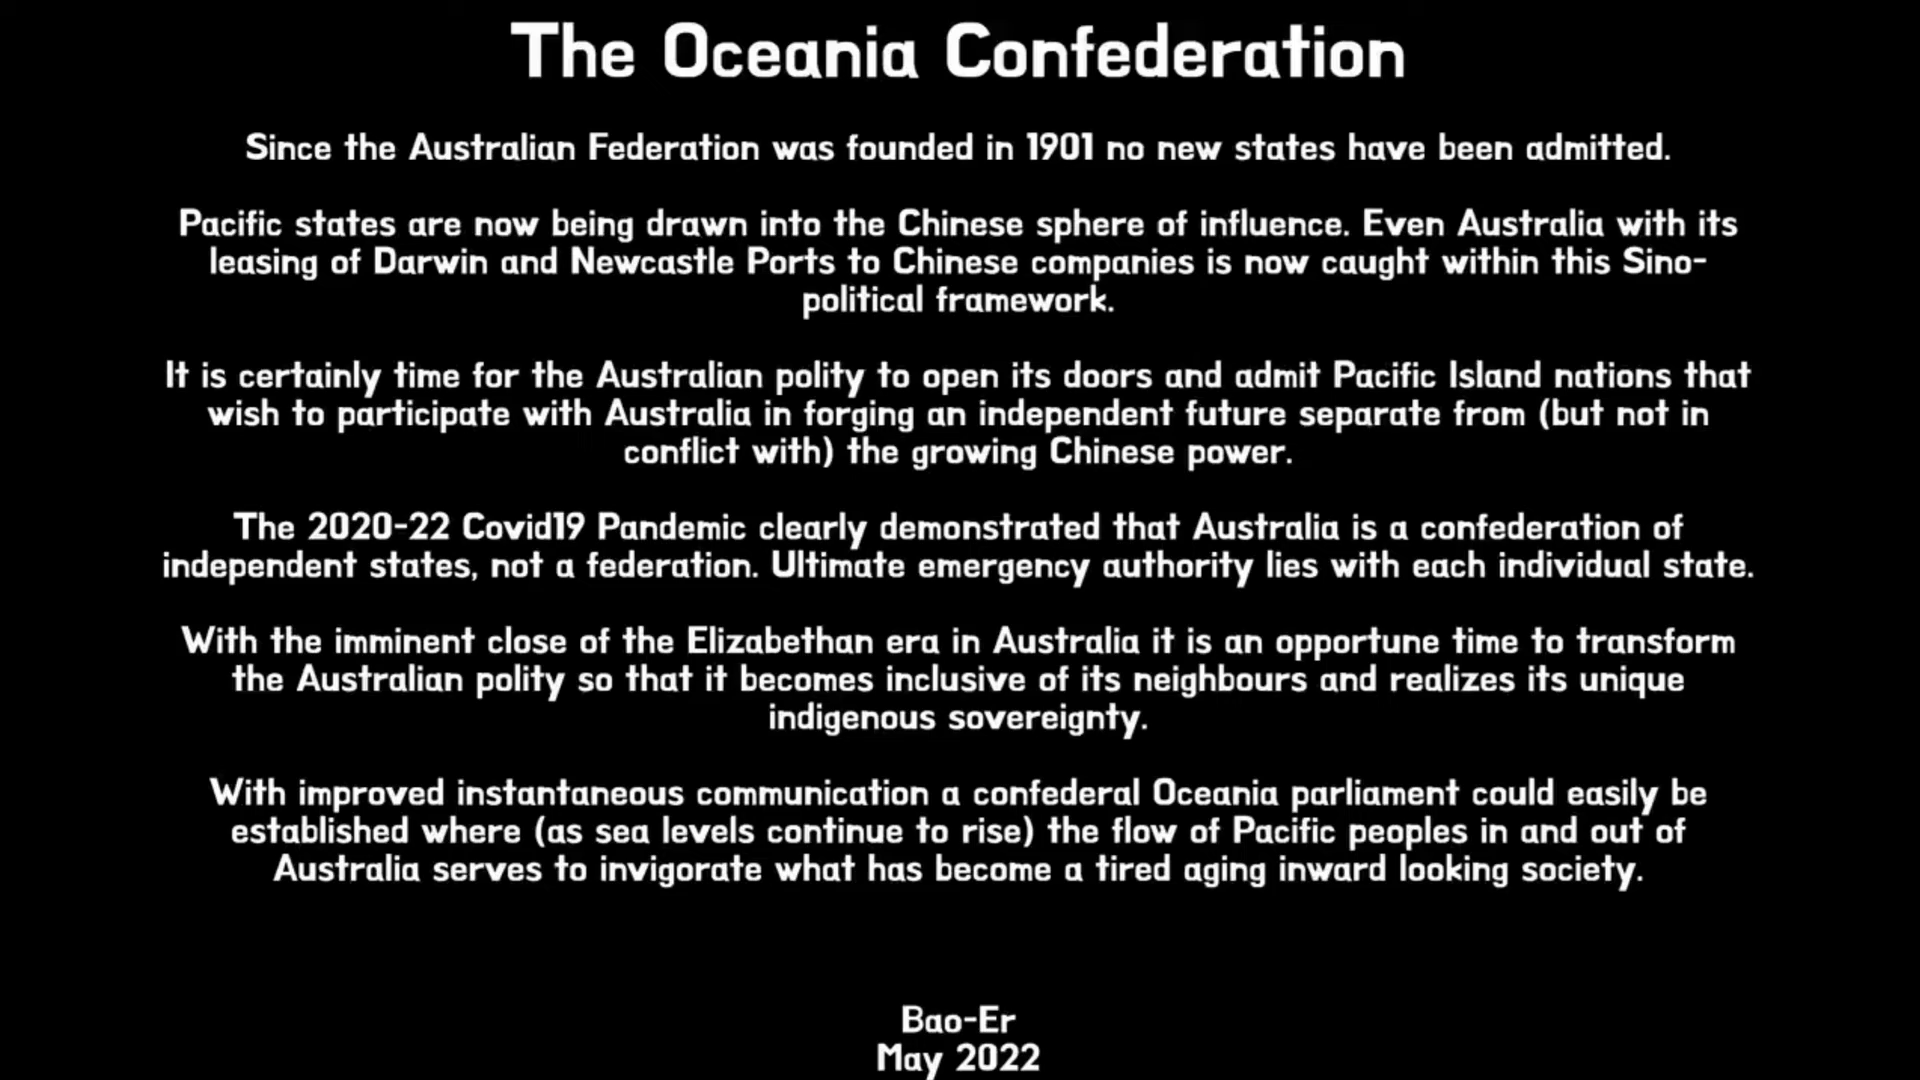 The Oceania Confederation
Since the Australian Federation was founded in 1901 no new states have been admitted.
Pacific states are now being drawn into the Chinese sphere of influence. Even Australia with its
leasing of Darwin and Newcastle Ports to Chinese companies is now caught within this Sino-
political framework.
It is certainly time for the Australian polity to open its doors and admit Pacific Island nations that
wish to participate with Australia in forging an independent future separate from (but not in
conflict with) the growing Chinese power.
The 2020-22 Covid19 Pandemic clearly demonstrated that Australia is a confederation of
independent states, not a federation. Ultimate emergency authority lies with each individual state.
With the imminent close of the Elizabethan era in Australia it is an opportune time to transform
the Australian polity so that it becomes inclusive of its neighbours and realizes its unique
indigenous sovereignty.
With improved instantaneous communication a confederal Oceania parliament could easily be
established where (as sea levels continue to rise) the flow of Pacific peoples in and out of
Australia serves to invigorate what has become a tired aging inward looking society.
Bao-Er
May 2022